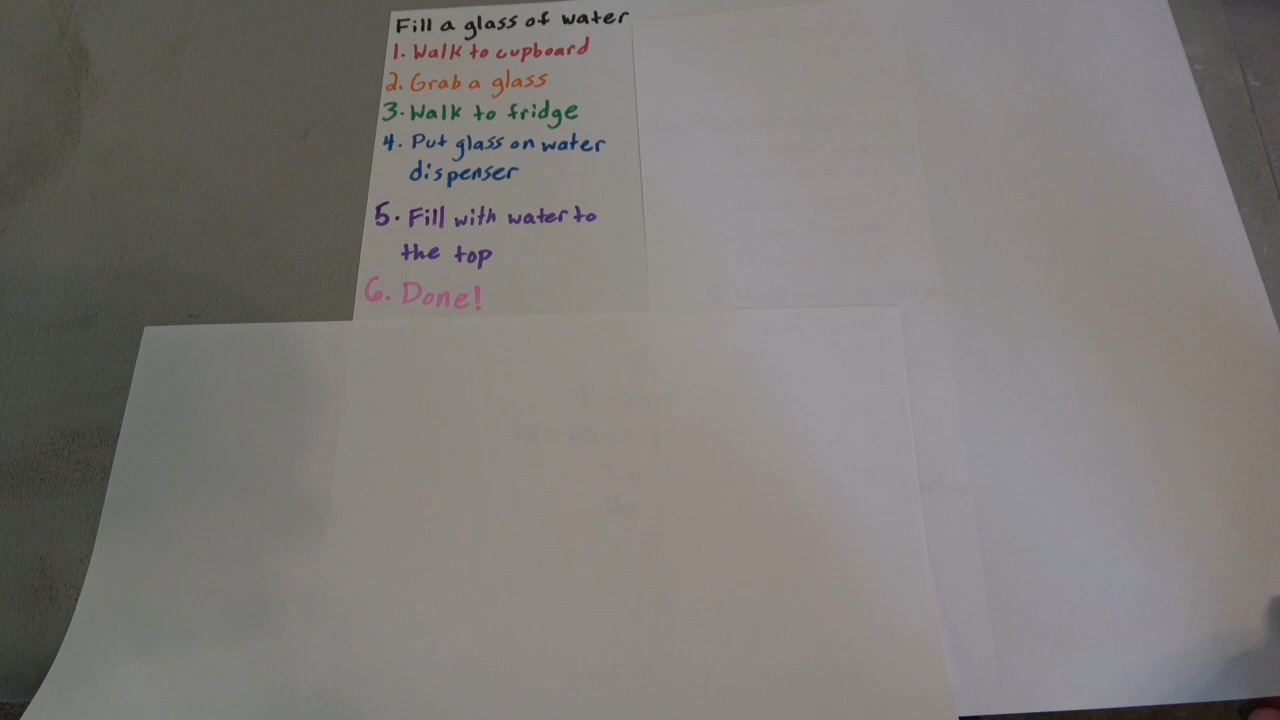 Fill a glass of water
1. Walk to cupboard
2. Grab a glass
3. Walk to fridge
4. Put glass on water
dispenser
5. Fill with water to
the top
6. Done!